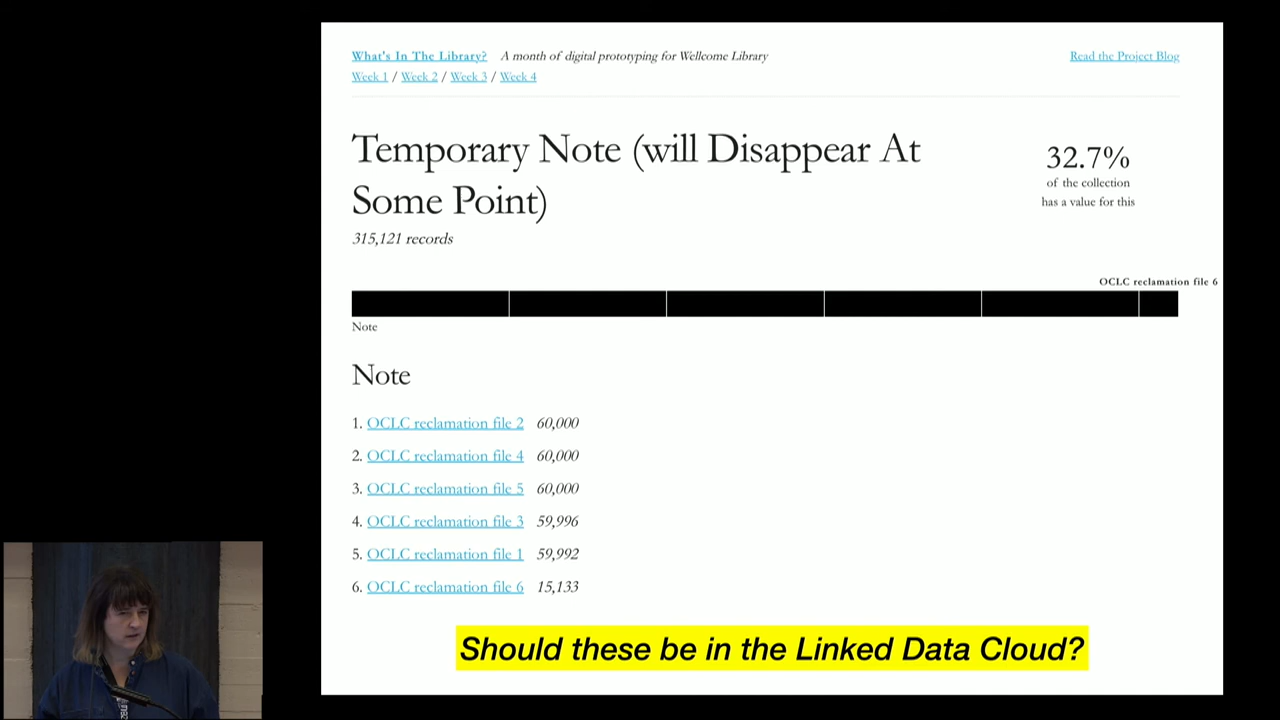 What's In The Library? A month of digital prototyping for Wellcome Library
Read the Project Blog
Week 1 / Week 2 / Week 3 / Week 4
Temporary Note (will Disappear At
Some Point)
32.7%
of the collection
has a value for this
315,121 records
OCLC reclamation file 6
Note
Note
1. OCLC reclamation file 2 60,000
2. OCLC reclamation file 4 60,000
3. OCLC reclamation file 5 60,000
4. OCLC reclamation file 3 59,996
5. OCLC reclamation file 1 59,992
6. OCLC reclamation file 6 15,133
Should these be in the Linked Data Cloud?